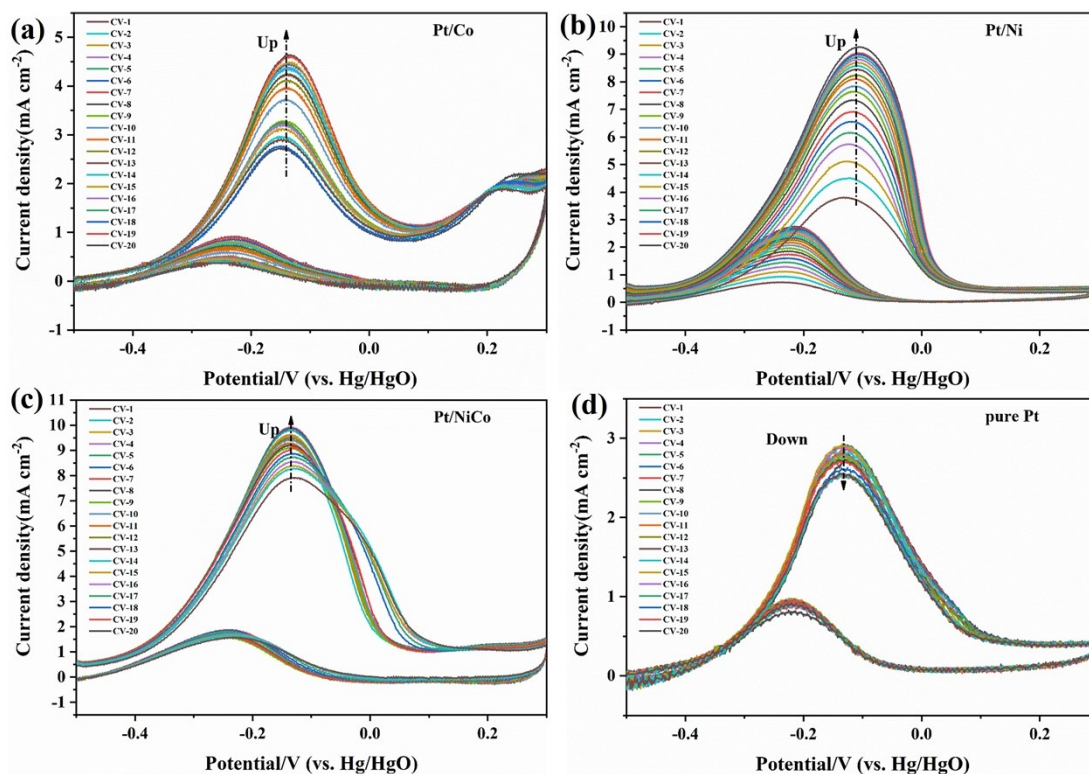 (a)
Pt/Co
Up
CV-1
CV-2
CV-3
CV-4
CV-5
CV-6
CV-7
CV-8
CV-9
CV-10
CV-11
CV-12
CV-13
CV-14
CV-15
CV-16
CV-17
CV-18
CV-19
CV-20
Current density(mA cm⁻²)
5
4
3
2
1
0
-1
-0.4 -0.2 0.0 0.2
Potential/V (vs. Hg/HgO)
(b)
Pt/Ni
Up
CV-1
CV-2
CV-3
CV-4
CV-5
CV-6
CV-7
CV-8
CV-9
CV-10
CV-11
CV-12
CV-13
CV-14
CV-15
CV-16
CV-17
CV-18
CV-19
CV-20
Current density(mA cm⁻²)
10
9
8
7
6
5
4
3
2
1
0
-1
-0.4 -0.2 0.0 0.2
Potential/V (vs. Hg/HgO)
(c)
Pt/NiCo
Up
CV-1
CV-2
CV-3
CV-4
CV-5
CV-6
CV-7
CV-8
CV-9
CV-10
CV-11
CV-12
CV-13
CV-14
CV-15
CV-16
CV-17
CV-18
CV-19
CV-20
Current density(mA cm⁻²)
11
10
9
8
7
6
5
4
3
2
1
0
-1
-0.4 -0.2 0.0 0.2
Potential/V (vs. Hg/HgO)
(d)
pure Pt
Down
CV-1
CV-2
CV-3
CV-4
CV-5
CV-6
CV-7
CV-8
CV-9
CV-10
CV-11
CV-12
CV-13
CV-14
CV-15
CV-16
CV-17
CV-18
CV-19
CV-20
Current density(mA cm⁻²)
3
2
1
0
-0.4 -0.2 0.0 0.2
Potential/V (vs. Hg/HgO)